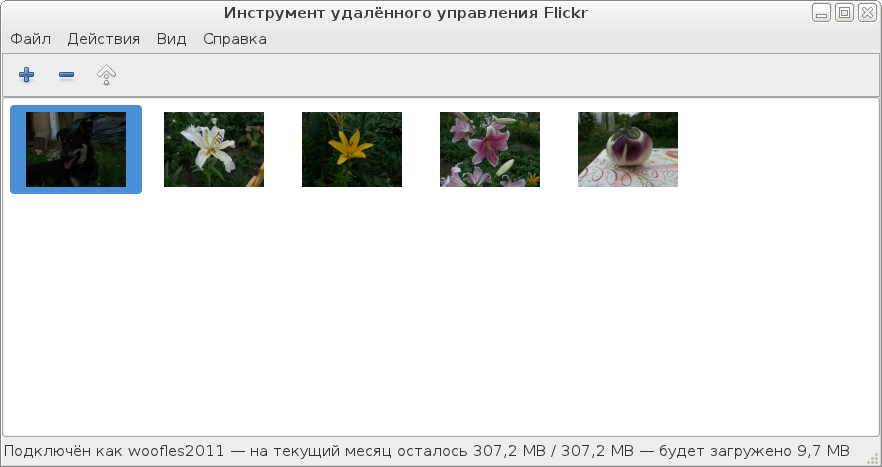 Инструмент удалённого управления Flickr
Файл Действия Вид Справка
Подключён как woofles2011 — на текущий месяц осталось 307,2 MB / 307,2 MB — будет загружено 9,7 MB